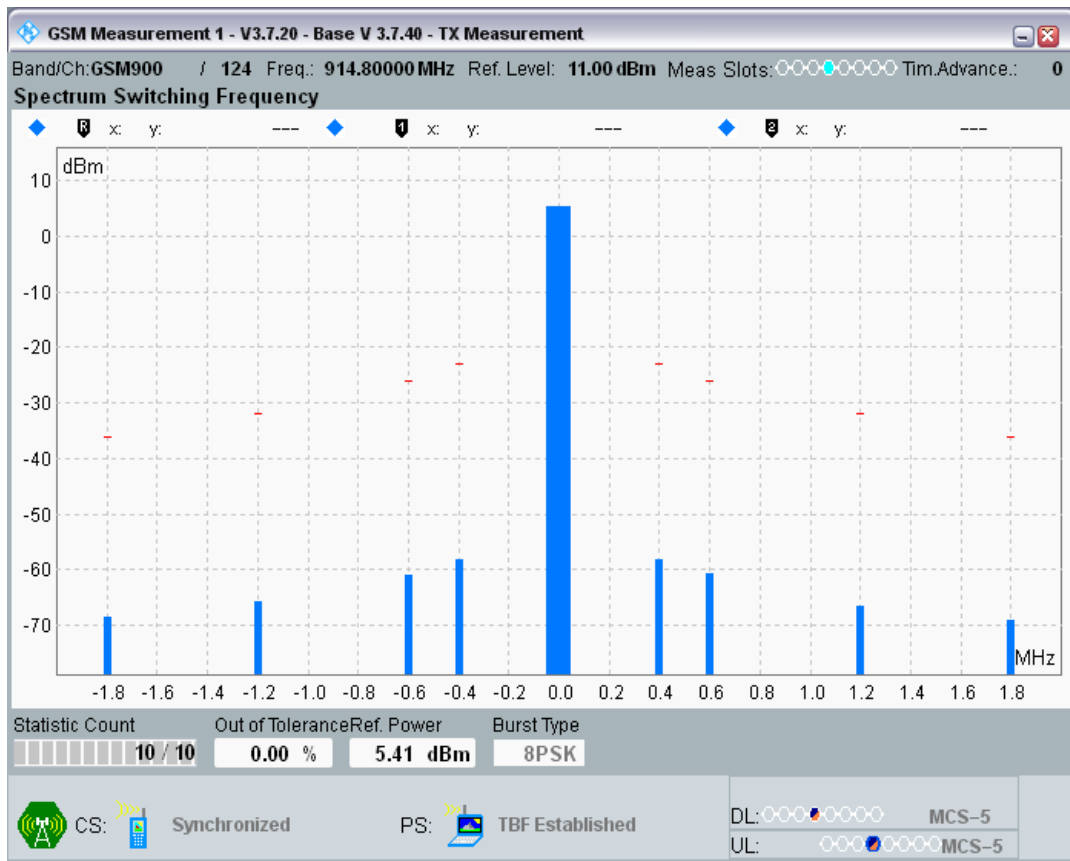 GSM Measurement 1 - V3.7.20 - Base V 3.7.40 - TX Measurement
Band/Ch:GSM900 / 124 Freq.: 914.80000 MHz Ref. Level: 11.00 dBm Meas Slots: Tim.Advance.: 0
Spectrum Switching Frequency
R x: y: --- 1 x: y: --- 2 x: y: ---
dBm
10
0
-10
-20
-30
-40
-50
-60
-70
MHz
-1.8 -1.6 -1.4 -1.2 -1.0 -0.8 -0.6 -0.4 -0.2 0.0 0.2 0.4 0.6 0.8 1.0 1.2 1.4 1.6 1.8
Statistic Count Out of Tolerance Ref. Power Burst Type
10 / 10 0.00 % 5.41 dBm 8PSK
CS: Synchronized PS: TBF Established DL: MCS-5
UL: MCS-5